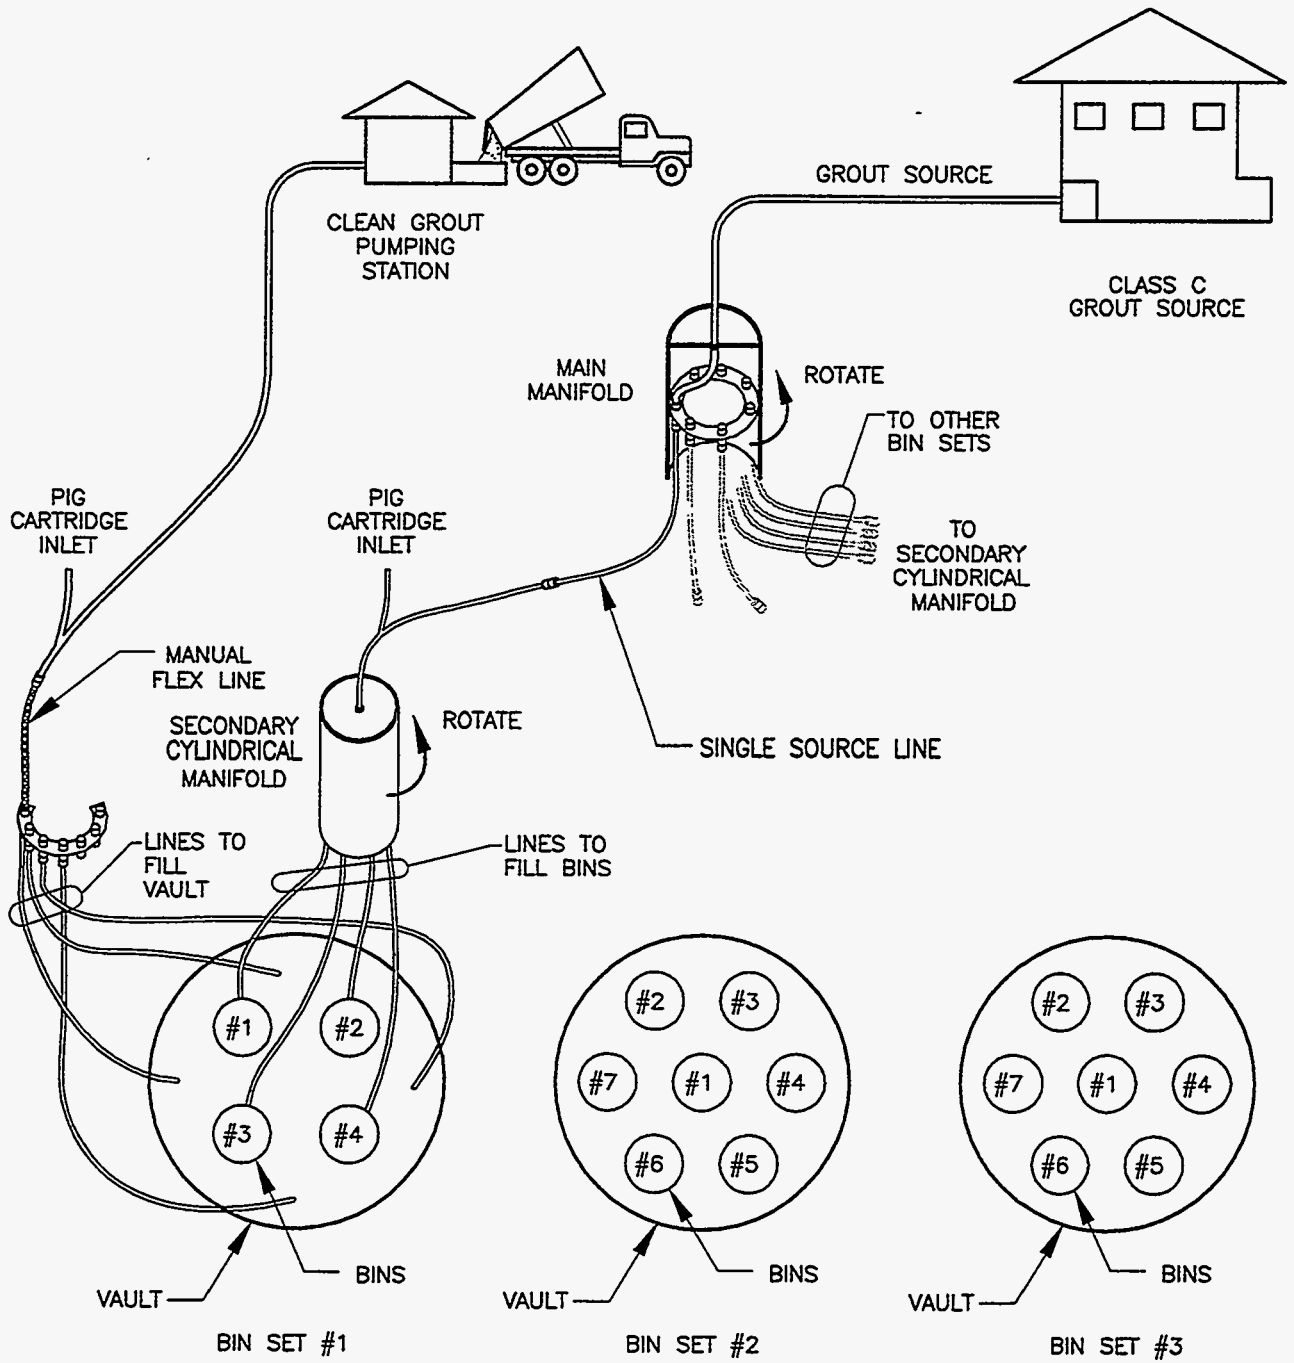 GROUT SOURCE
CLEAN GROUT
PUMPING
STATION
CLASS C
GROUT SOURCE
MAIN
MANIFOLD
ROTATE
TO OTHER
BIN SETS
PIG
CARTRIDGE
INLET
PIG
CARTRIDGE
INLET
TO
SECONDARY
CYLINDRICAL
MANIFOLD
MANUAL
FLEX LINE
SECONDARY
CYLINDRICAL
MANIFOLD
ROTATE
SINGLE SOURCE LINE
LINES TO
FILL
VAULT
LINES TO
FILL BINS
#1
#2
#3
#4
BINS
VAULT
BIN SET #1
#2
#3
#7
#1
#4
#6
#5
BINS
VAULT
BIN SET #2
#2
#3
#7
#1
#4
#6
#5
BINS
VAULT
BIN SET #3